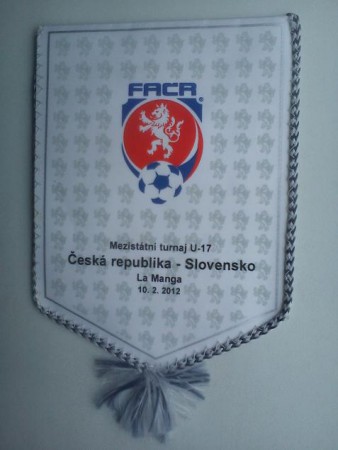 FAČR
®
Mezistátní turnaj U-17
Česká republika - Slovensko
La Manga
10. 2. 2012